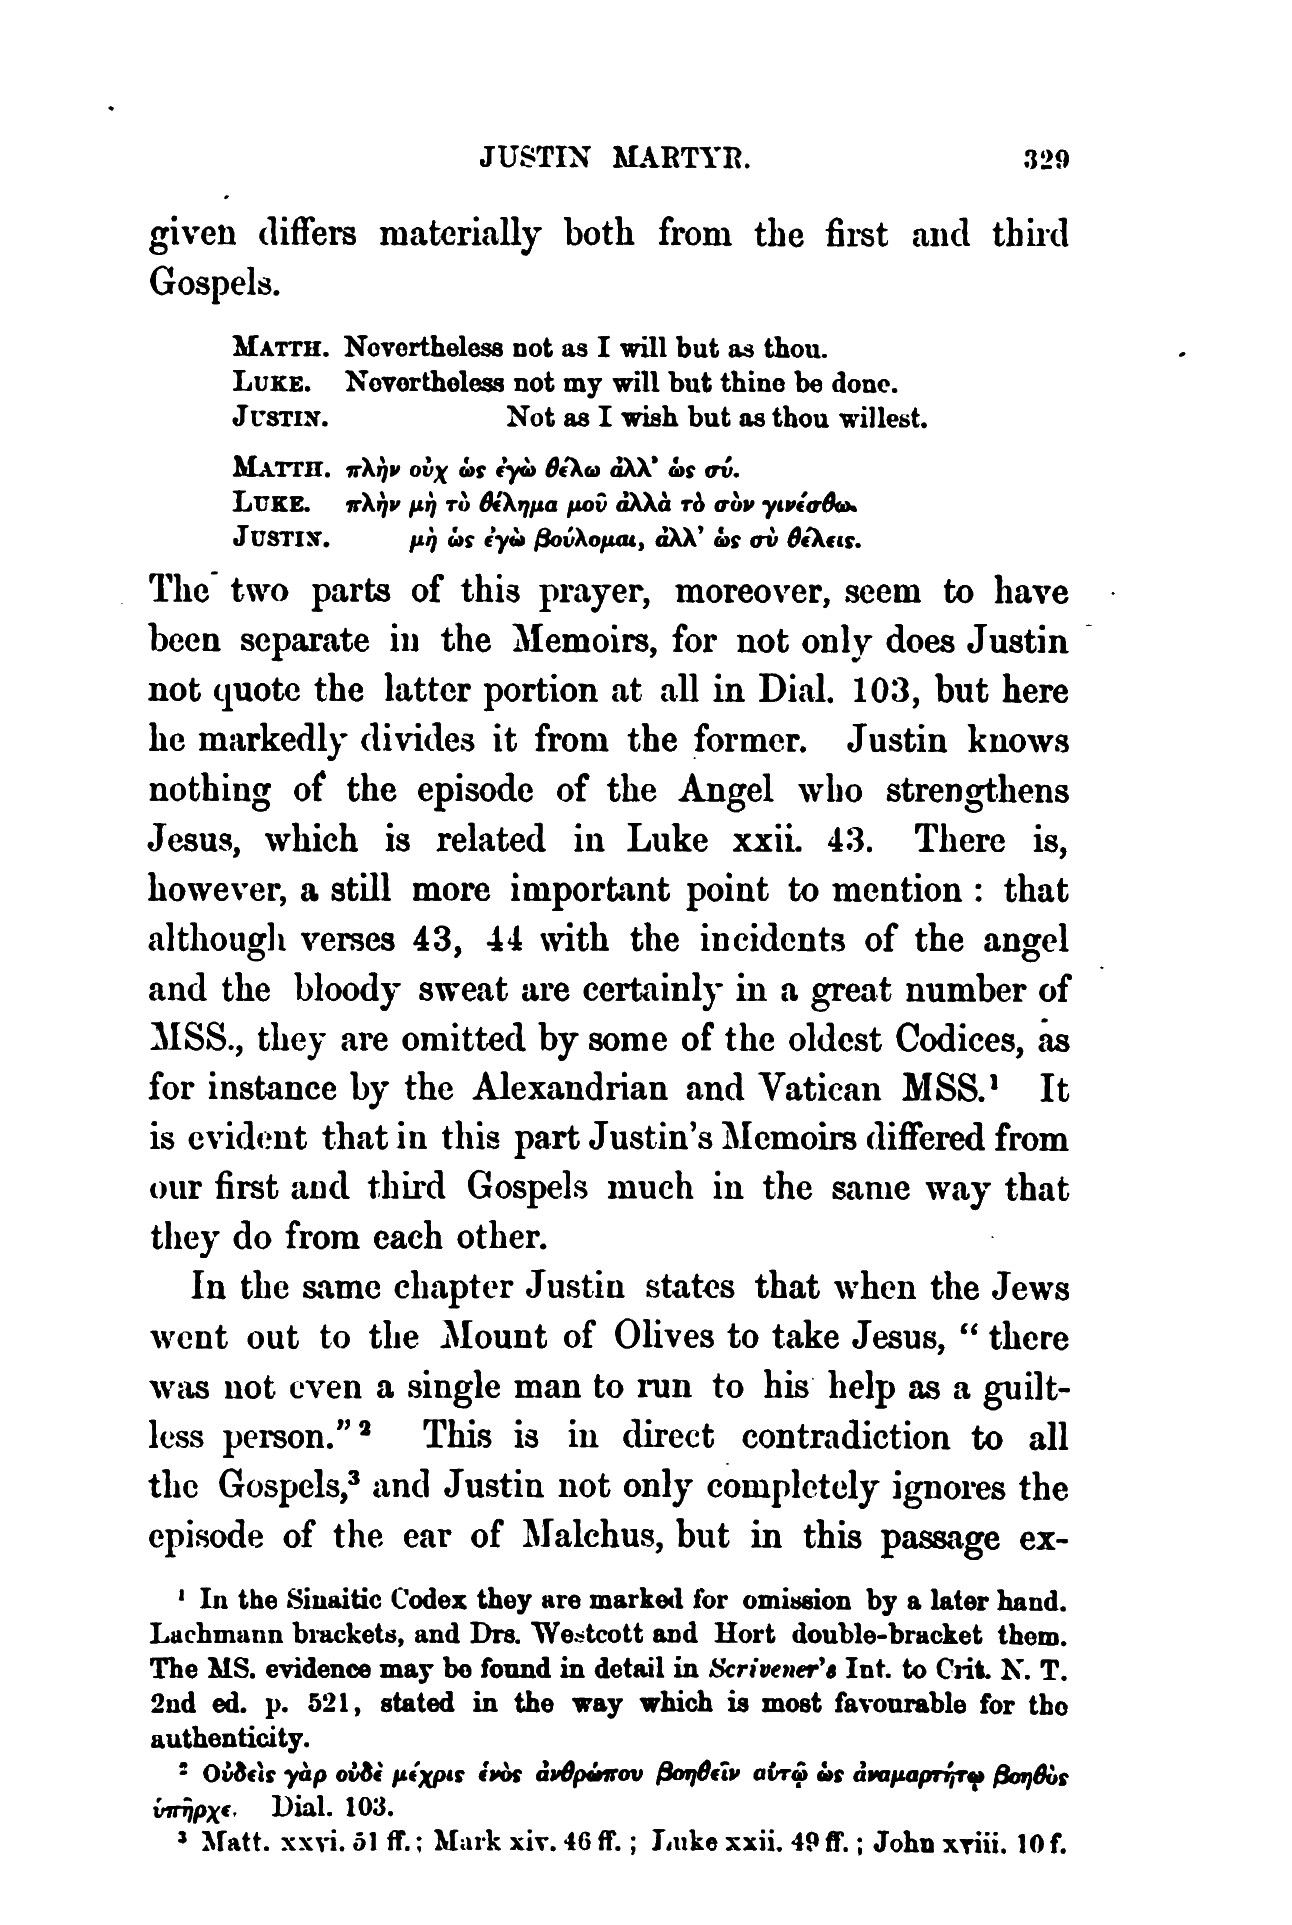 JUSTIN MARTYR. 329
given differs materially both from the first and third
Gospels.
MATTH. Nevertheless not as I will but as thou.
LUKE. Nevertheless not my will but thine be done.
JUSTIN. Not as I wish but as thou willest.
MATTH. πλὴν οὐχ ὡς ἐγὼ θέλω ἀλλ’ ὡς σύ.
LUKE. πλὴν μὴ τὸ θέλημα μοῦ ἀλλὰ τὸ σὸν γινέσθω.
JUSTIN. μὴ ὡς ἐγὼ βούλομαι, ἀλλ’ ὡς σὺ θέλεις.
The two parts of this prayer, moreover, seem to have
been separate in the Memoirs, for not only does Justin
not quote the latter portion at all in Dial. 103, but here
he markedly divides it from the former. Justin knows
nothing of the episode of the Angel who strengthens
Jesus, which is related in Luke xxii. 43. There is,
however, a still more important point to mention : that
although verses 43, 44 with the incidents of the angel
and the bloody sweat are certainly in a great number of
MSS., they are omitted by some of the oldest Codices, as
for instance by the Alexandrian and Vatican MSS.¹ It
is evident that in this part Justin’s Memoirs differed from
our first and third Gospels much in the same way that
they do from each other.
In the same chapter Justin states that when the Jews
went out to the Mount of Olives to take Jesus, “ there
was not even a single man to run to his help as a guilt-
less person.” ² This is in direct contradiction to all
the Gospels,³ and Justin not only completely ignores the
episode of the ear of Malchus, but in this passage ex-
¹ In the Sinaitic Codex they are marked for omission by a later hand.
Lachmann brackets, and Drs. Westcott and Hort double-bracket them.
The MS. evidence may be found in detail in Scrivener’s Int. to Crit. N. T.
2nd ed. p. 521, stated in the way which is most favourable for the
authenticity.
² Οὐδεὶς γὰρ οὐδὲ μέχρις ἑνὸς ἀνθρώπου βοηθεῖν αὐτῷ ὡς ἀναμαρτήτῳ βοηθὸς
ὑπῆρχε. Dial. 103.
³ Matt. xxvi. 51 ff. ; Mark xiv. 46 ff. ; Luke xxii. 49 ff. ; John xviii. 10 f.